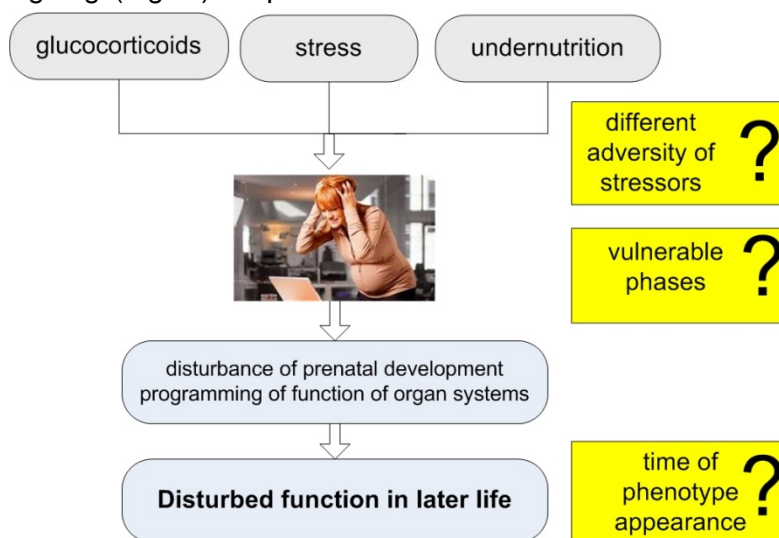 glucocorticoids
stress
undernutrition
different
adversity of
stressors
?
vulnerable
phases
?
disturbance of prenatal development
programming of function of organ systems
Disturbed function in later life
time of
phenotype
appearance
?